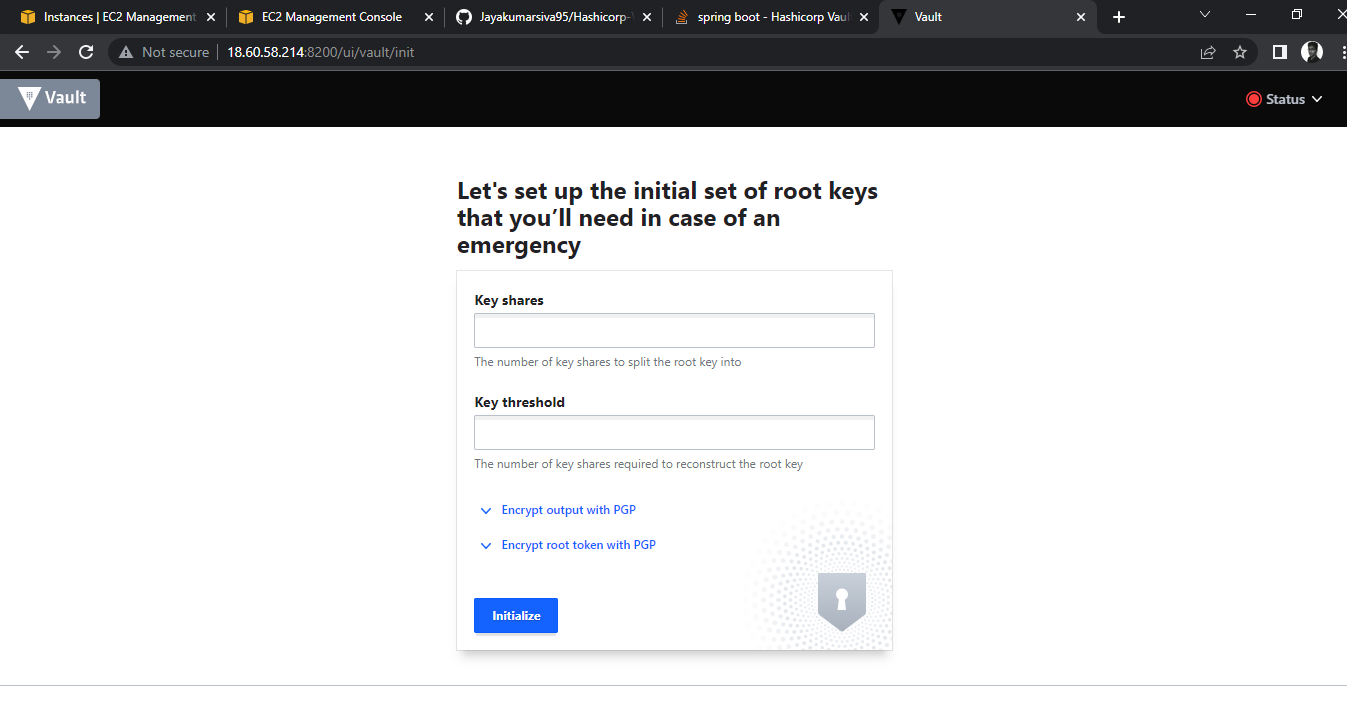 Instances | EC2 Management
EC2 Management Console
Jayakumarsiva95/Hashicorp-
spring boot - Hashicorp Vaul
Vault
Not secure
18.60.58.214:8200/ui/vault/init
Vault
Status
Let's set up the initial set of root keys
that you’ll need in case of an
emergency
Key shares
The number of key shares to split the root key into
Key threshold
The number of key shares required to reconstruct the root key
Encrypt output with PGP
Encrypt root token with PGP
Initialize